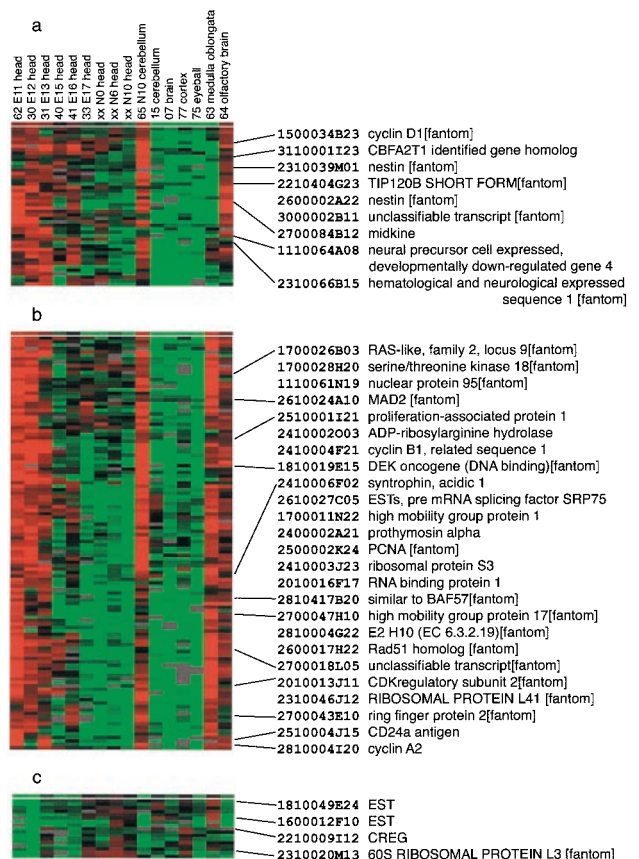 a
62 E11 head
30 E12 head
31 E13 head
40 E15 head
41 E16 head
33 E17 head
xx N0 head
xx N6 head
xx N10 head
65 N10 cerebellum
15 cerebellum
07 brain
77 cortex
75 eyeball
63 medulla oblongata
64 olfactory brain
1500034B23 cyclin D1[fantom]
3110001I23 CBFA2T1 identified gene homolog
2310039M01 nestin [fantom]
2210404G23 TIP120B SHORT FORM[fantom]
2600002A22 nestin [fantom]
3000002B11 unclassifiable transcript [fantom]
2700084B12 midkine
1110064A08 neural precursor cell expressed,
developmentally down-regulated gene 4
2310066B15 hematological and neurological expressed
sequence 1 [fantom]
b
1700026B03 RAS-like, family 2, locus 9[fantom]
1700028H20 serine/threonine kinase 18[fantom]
1110061N19 nuclear protein 95[fantom]
2610024A10 MAD2 [fantom]
2510001I21 proliferation-associated protein 1
2410002O03 ADP-ribosylarginine hydrolase
2410004F21 cyclin B1, related sequence 1
1810019E15 DEK oncogene (DNA binding)[fantom]
2410006F02 syntrophin, acidic 1
2610027C05 ESTs, pre mRNA splicing factor SRP75
1700011N22 high mobility group protein 1
2400002A21 prothymosin alpha
2500002K24 PCNA [fantom]
2410003J23 ribosomal protein S3
2010016F17 RNA binding protein 1
2810417B20 similar to BAF57[fantom]
2700047H10 high mobility group protein 17[fantom]
2810004G22 E2 H10 (EC 6.3.2.19)[fantom]
2600017H22 Rad51 homolog [fantom]
2700018L05 unclassifiable transcript[fantom]
2010013J11 CDKregulatory subunit 2[fantom]
2310046J12 RIBOSOMAL PROTEIN L41 [fantom]
2700043E10 ring finger protein 2[fantom]
2510004J15 CD24a antigen
2810004I20 cyclin A2
c
1810049E24 EST
1600012F10 EST
2210009I12 CREG
2310020M13 60S RIBOSOMAL PROTEIN L3 [fantom]